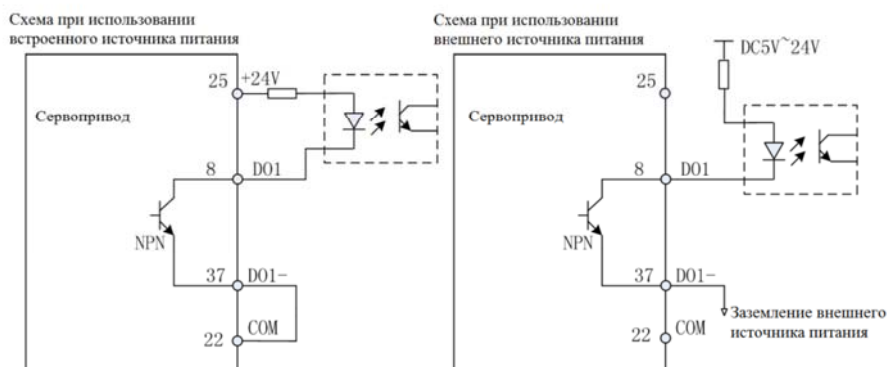 Схема при использовании
встроенного источника питания
25 +24V
Сервопривод
8 DO1
NPN
37 DO1-
22 COM
Схема при использовании
внешнего источника питания
DC5V~24V
25
Сервопривод
8 DO1
NPN
37 DO1-
22 COM
Заземление внешнего
источника питания